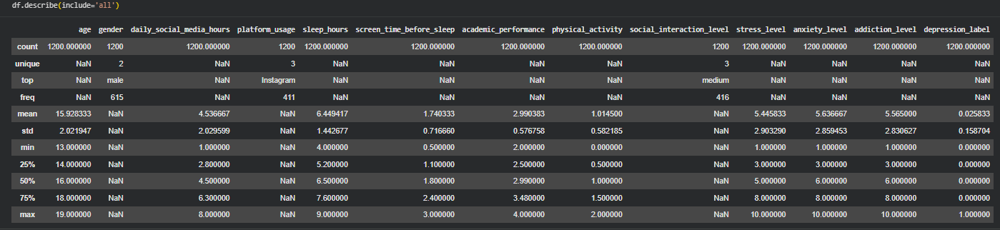 df.describe(include='all')
age gender daily_social_media_hours platform_usage sleep_hours screen_time_before_sleep academic_performance physical_activity social_interaction_level stress_level anxiety_level addiction_level depression_label
count 1200.000000 1200 1200.000000 1200 1200.000000 1200.000000 1200.000000 1200.000000 1200 1200.000000 1200.000000 1200.000000 1200.000000
unique NaN 2 NaN 3 NaN NaN NaN NaN 3 NaN NaN NaN NaN
top NaN male NaN Instagram NaN NaN NaN NaN medium NaN NaN NaN NaN
freq NaN 615 NaN 411 NaN NaN NaN NaN 416 NaN NaN NaN NaN
mean 15.928333 NaN 4.536667 NaN 6.449417 1.740333 2.990383 1.014500 NaN 5.445833 5.636667 5.565000 0.025833
std 2.021947 NaN 2.029599 NaN 1.442677 0.716660 0.576758 0.582185 NaN 2.903290 2.859453 2.830627 0.158704
min 13.000000 NaN 1.000000 NaN 4.000000 0.500000 2.000000 0.000000 NaN 1.000000 1.000000 1.000000 0.000000
25% 14.000000 NaN 2.800000 NaN 5.200000 1.100000 2.500000 0.500000 NaN 3.000000 3.000000 3.000000 0.000000
50% 16.000000 NaN 4.500000 NaN 6.500000 1.800000 2.990000 1.000000 NaN 5.000000 6.000000 6.000000 0.000000
75% 18.000000 NaN 6.300000 NaN 7.600000 2.400000 3.480000 1.500000 NaN 8.000000 8.000000 8.000000 0.000000
max 19.000000 NaN 8.000000 NaN 9.000000 3.000000 4.000000 2.000000 NaN 10.000000 10.000000 10.000000 1.000000